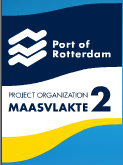 Port of
Rotterdam
PROJECT ORGANIZATION
MAASVLAKTE 2